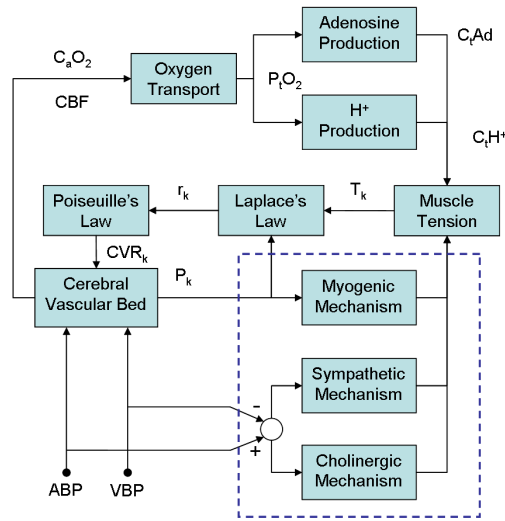 Adenosine
Production
CₜAd
CₐO₂
Oxygen
Transport
CBF
PₜO₂
H⁺
Production
CₜH⁺
Poiseuille's
Law
rₖ
Laplace's
Law
Tₖ
Muscle
Tension
CVRₖ
Cerebral
Vascular Bed
Pₖ
Myogenic
Mechanism
Sympathetic
Mechanism
-
+
Cholinergic
Mechanism
ABP
VBP